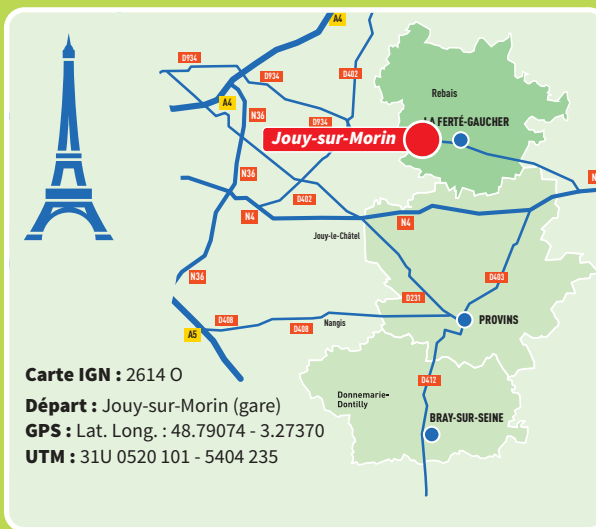 A4
D934
D402
D934
A4
Rebais
N36
D934
LA FERTÉ-GAUCHER
Jouy-sur-Morin
N36
D402
N4
N4
Jouy-le-Châtel
N36
D403
D231
D408
D408
Nangis
PROVINS
A5
Carte IGN : 2614 O
D412
Départ : Jouy-sur-Morin (gare)
Donnemarie-
Dontilly
GPS : Lat. Long. : 48.79074 - 3.27370
BRAY-SUR-SEINE
UTM : 31U 0520 101 - 5404 235